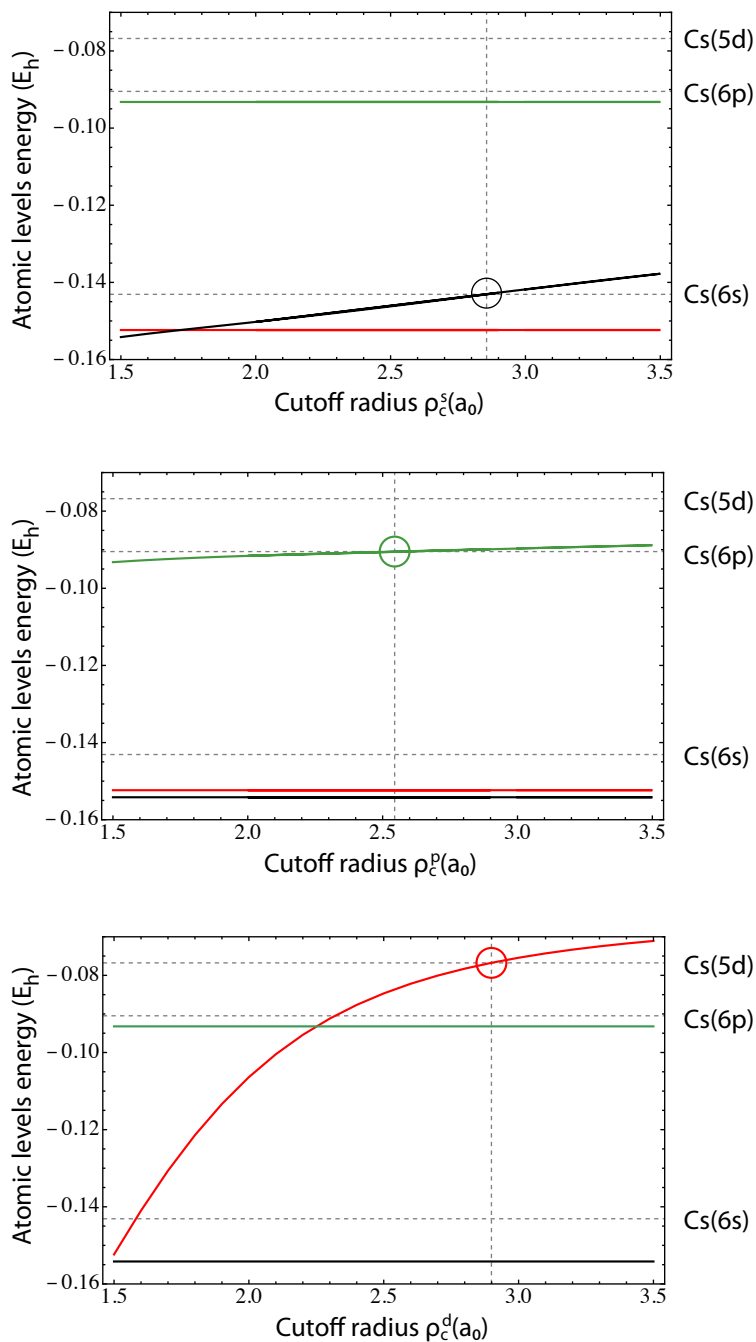 Atomic levels energy (Eₕ)
−0.08
−0.10
−0.12
−0.14
−0.16
1.5 2.0 2.5 3.0 3.5
Cutoff radius ρcˢ(a₀)
Cs(5d)
Cs(6p)
Cs(6s)
Atomic levels energy (Eₕ)
−0.08
−0.10
−0.12
−0.14
−0.16
1.5 2.0 2.5 3.0 3.5
Cutoff radius ρcᵖ(a₀)
Cs(5d)
Cs(6p)
Cs(6s)
Atomic levels energy (Eₕ)
−0.08
−0.10
−0.12
−0.14
−0.16
1.5 2.0 2.5 3.0 3.5
Cutoff radius ρcᵈ(a₀)
Cs(5d)
Cs(6p)
Cs(6s)